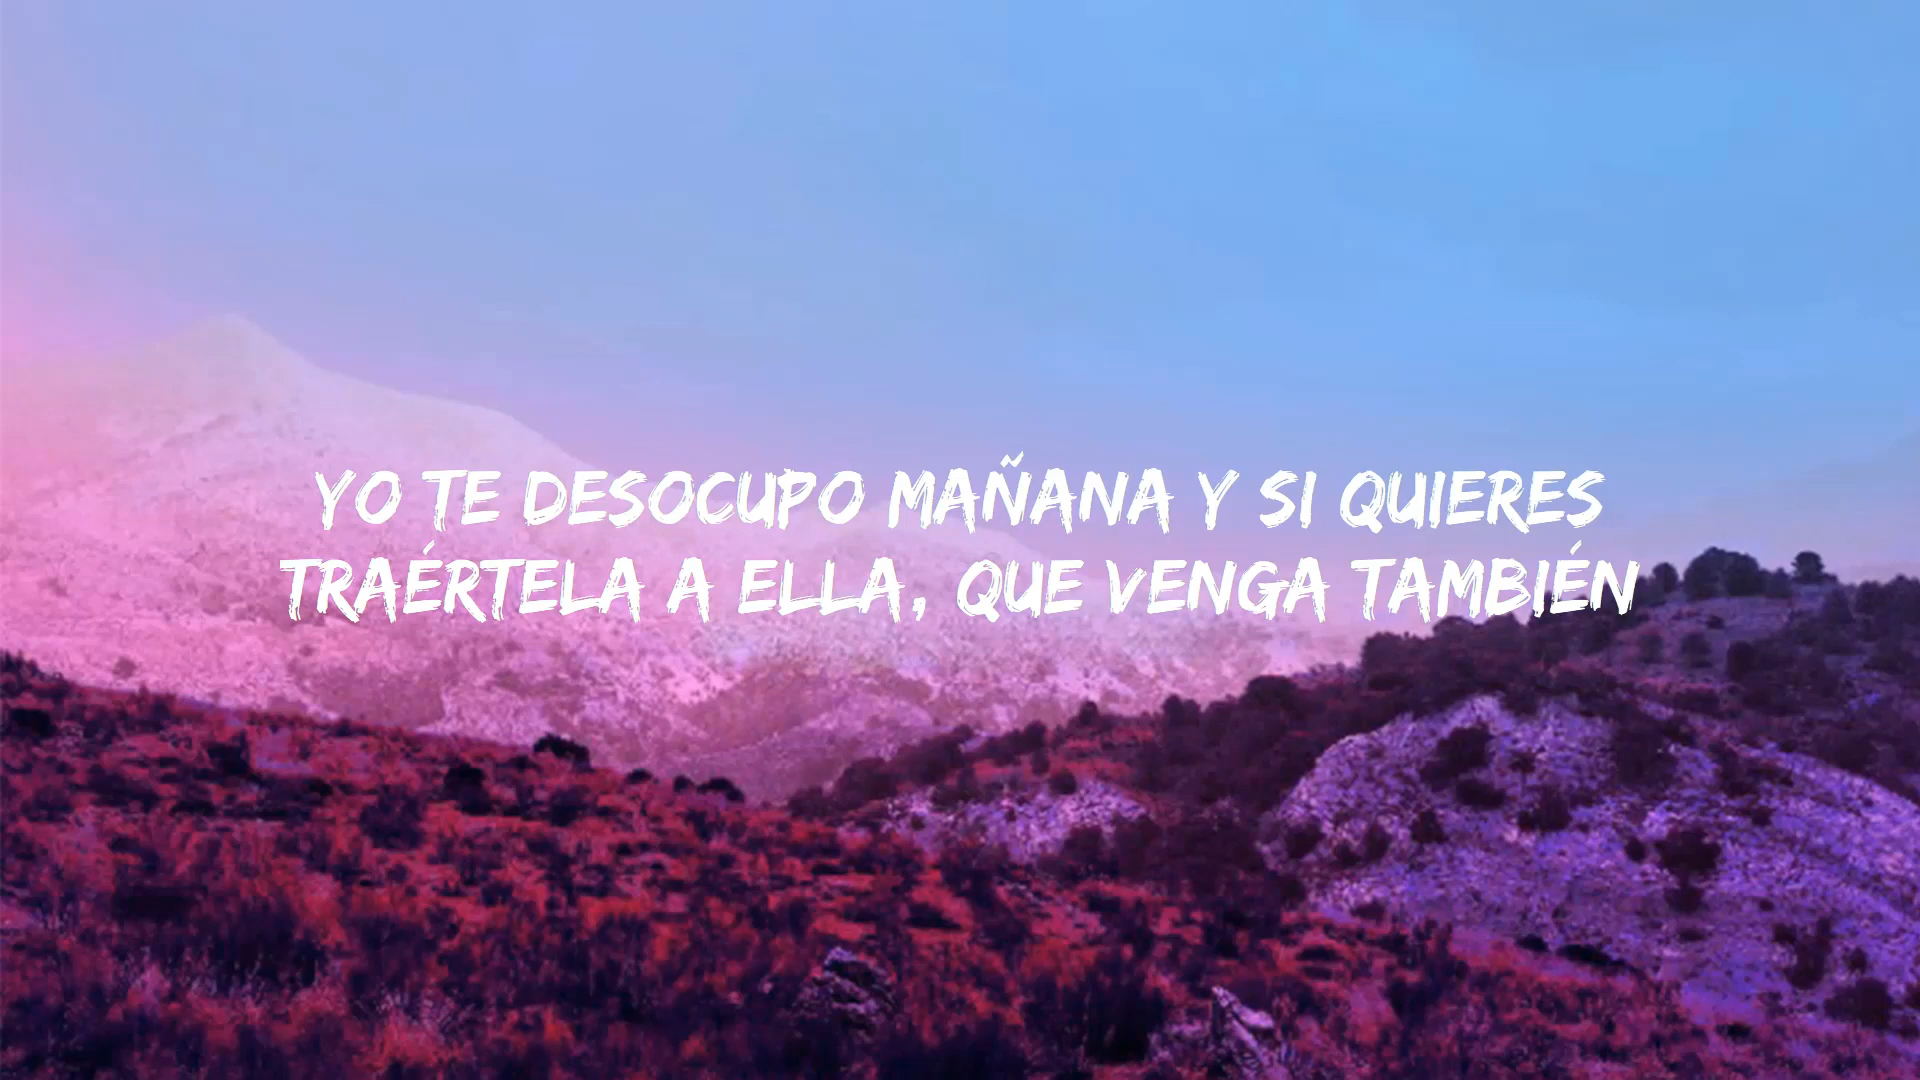 YO TE DESOCUPO MAÑANA Y SI QUIERES
TRAÉRTELA A ELLA, QUE VENGA TAMBIÉN